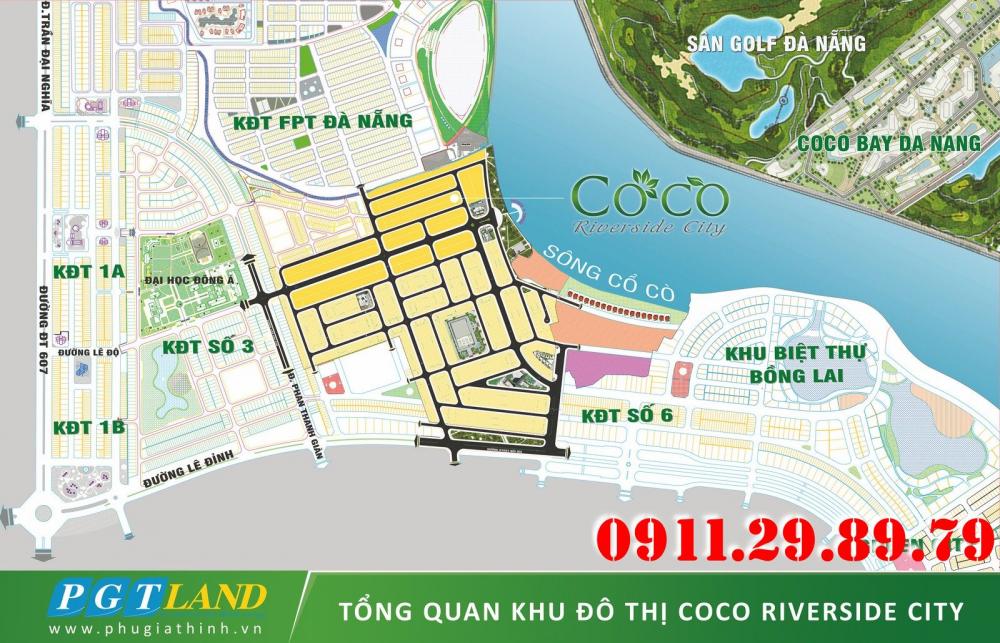 Đ.TRẦN ĐẠI NGHĨA
SÂN GOLF ĐÀ NẴNG
KĐT FPT ĐÀ NẴNG
COCO BAY DA NANG
COCO
Riverside City
SÔNG CỔ CÒ
KĐT 1A
ĐẠI HỌC ĐÔNG Á
ĐƯỜNG ĐT 607
ĐƯỜNG LÊ ĐỘ
KĐT SỐ 3
KHU BIỆT THỰ
BỒNG LAI
Đ. PHAN THANH GIẢN
KĐT SỐ 6
KĐT 1B
ĐƯỜNG LÊ ĐÌNH
0911.29.89.79
PGTLAND
www.phugiathinh.vn
TỔNG QUAN KHU ĐÔ THỊ COCO RIVERSIDE CITY